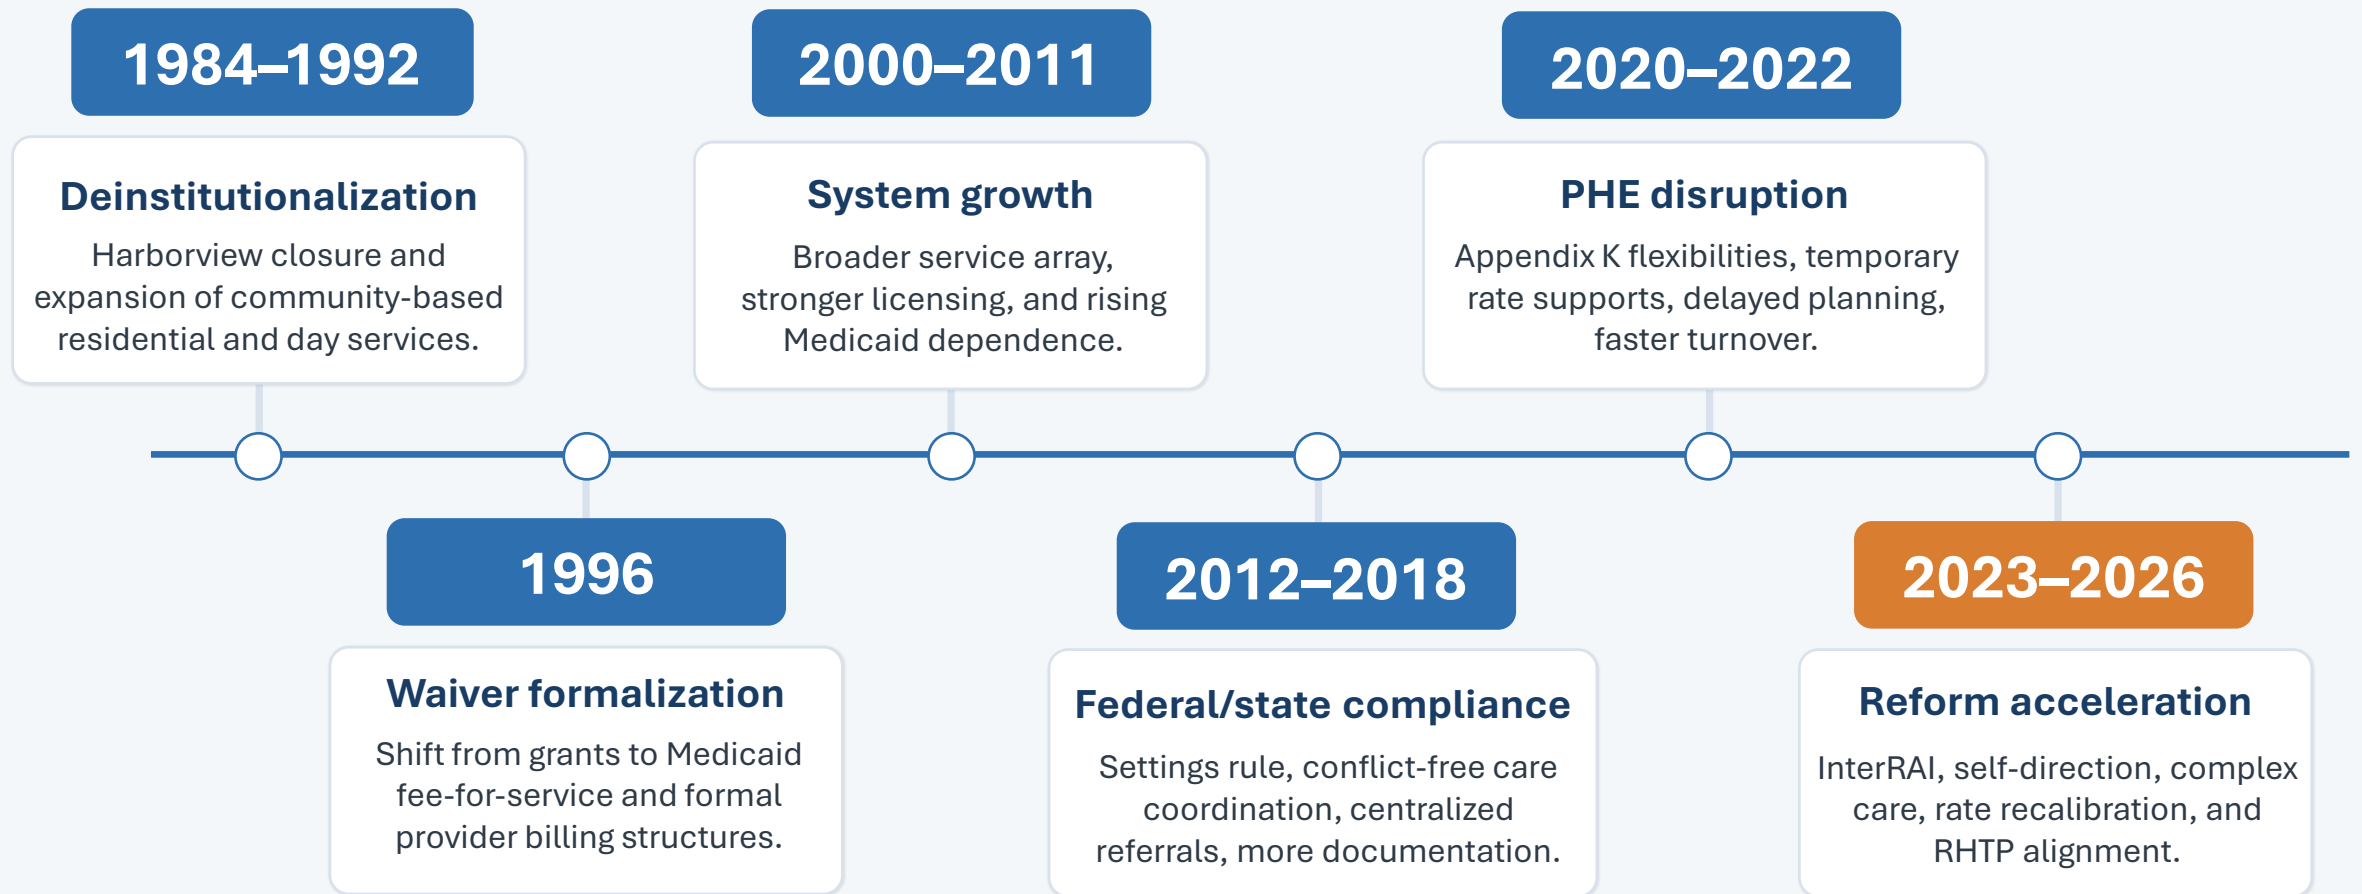 1984–1992
Deinstitutionalization
Harborview closure and
expansion of community-based
residential and day services.
1996
Waiver formalization
Shift from grants to Medicaid
fee-for-service and formal
provider billing structures.
2000–2011
System growth
Broader service array,
stronger licensing, and rising
Medicaid dependence.
2012–2018
Federal/state compliance
Settings rule, conflict-free care
coordination, centralized
referrals, more documentation.
2020–2022
PHE disruption
Appendix K flexibilities, temporary
rate supports, delayed planning,
faster turnover.
2023–2026
Reform acceleration
InterRAI, self-direction, complex
care, rate recalibration, and
RHTP alignment.